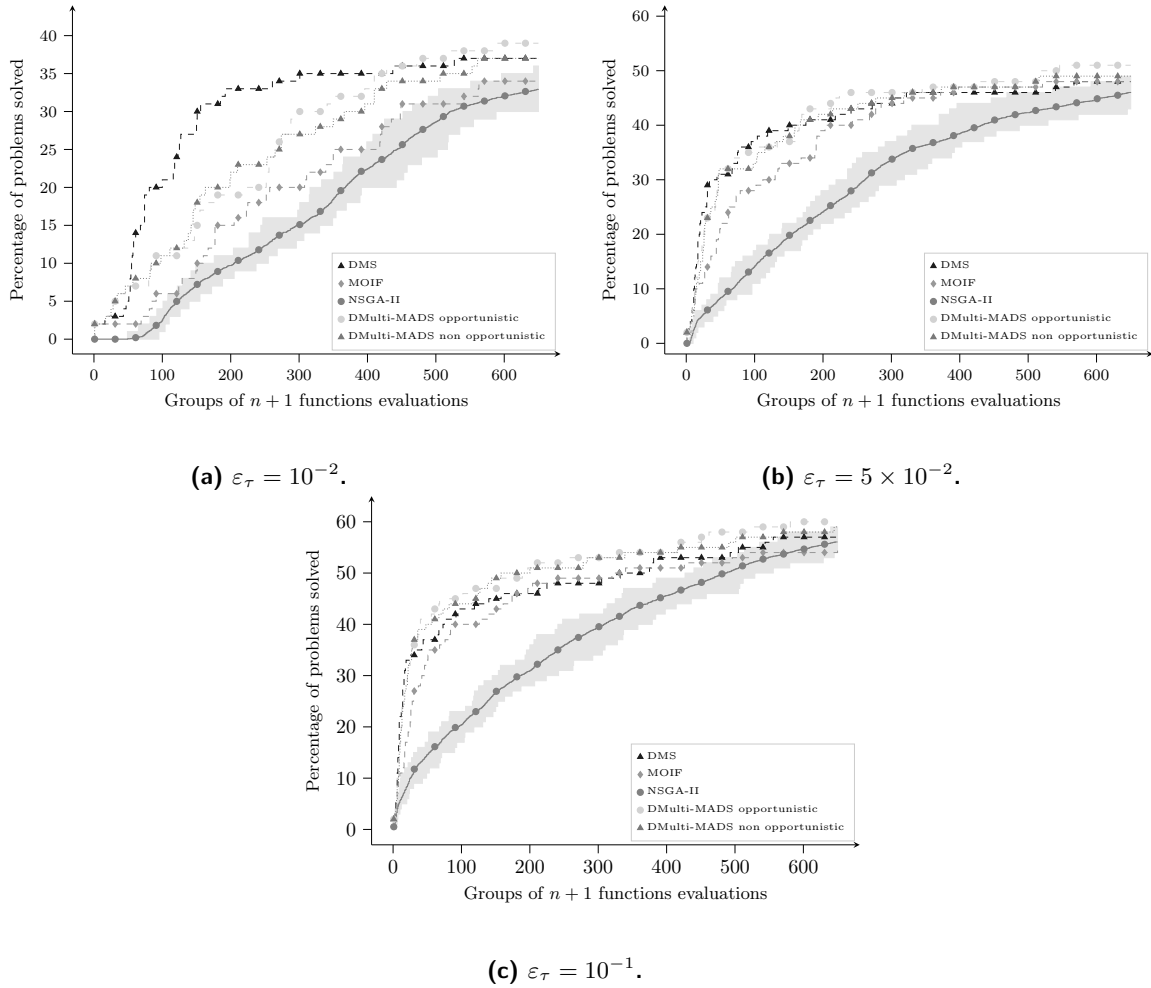 40
35
30
25
20
15
10
5
0
Percentage of problems solved
DMS
MOIF
NSGA-II
DMulti-MADS opportunistic
DMulti-MADS non opportunistic
0 100 200 300 400 500 600
Groups of n + 1 functions evaluations
(a) ε_τ = 10⁻².
60
50
40
30
20
10
0
Percentage of problems solved
DMS
MOIF
NSGA-II
DMulti-MADS opportunistic
DMulti-MADS non opportunistic
0 100 200 300 400 500 600
Groups of n + 1 functions evaluations
(b) ε_τ = 5 × 10⁻².
60
50
40
30
20
10
0
Percentage of problems solved
DMS
MOIF
NSGA-II
DMulti-MADS opportunistic
DMulti-MADS non opportunistic
0 100 200 300 400 500 600
Groups of n + 1 functions evaluations
(c) ε_τ = 10⁻¹.